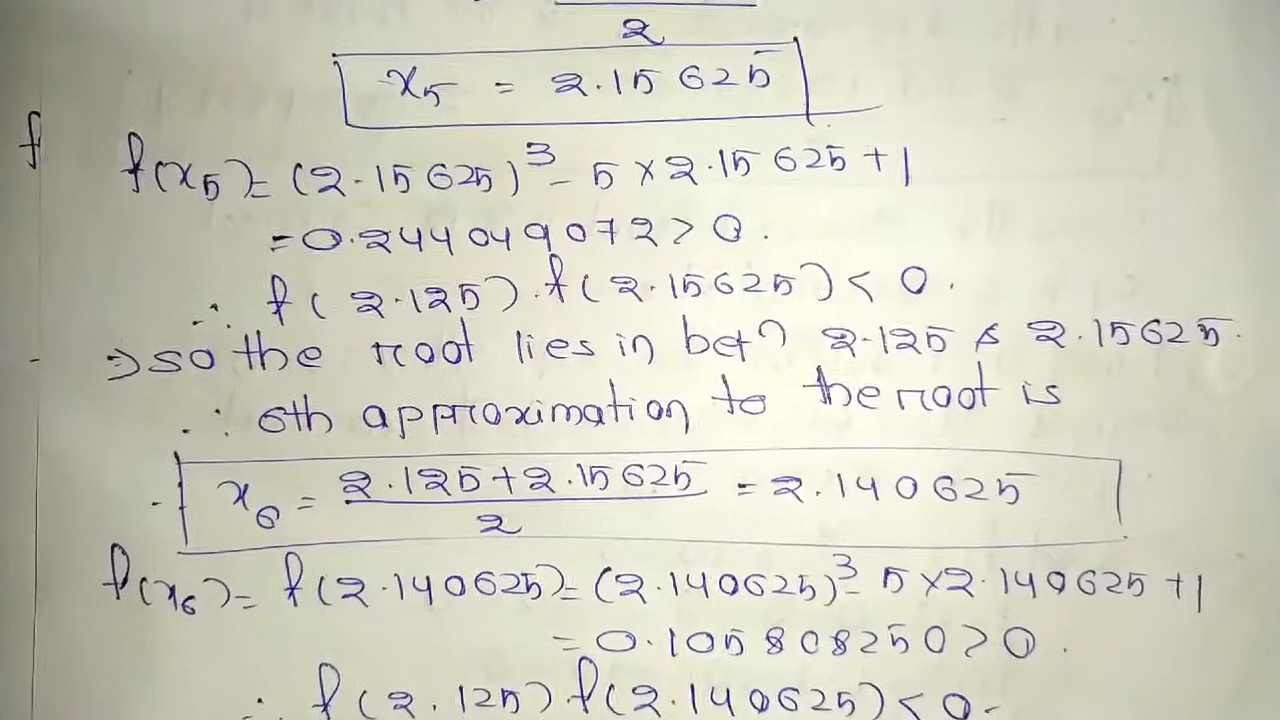 2
x₅ = 2.15625
f
f(x₅) = (2.15625)³ - 5 × 2.15625 + 1
= 0.244049072 > 0.
∴ f(2.125).f(2.15625) < 0.
⇒ so the root lies in betⁿ 2.125 & 2.15625.
∴ 6th approximation to the root is
x₆ = (2.125 + 2.15625)/2 = 2.140625
f(x₆) = f(2.140625) = (2.140625)³ - 5 × 2.140625 + 1
= 0.105808250 > 0.
∴ f(2.125).f(2.140625) < 0.